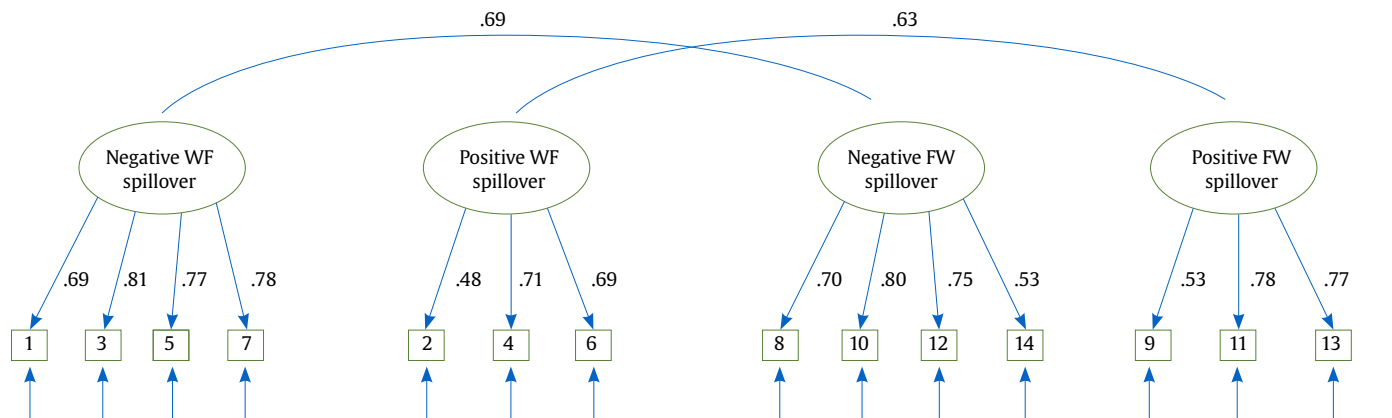 .69 .63
Negative WF
spillover
Positive WF
spillover
Negative FW
spillover
Positive FW
spillover
.69 .81 .77 .78 .48 .71 .69 .70 .80 .75 .53 .53 .78 .77
1 3 5 7 2 4 6 8 10 12 14 9 11 13